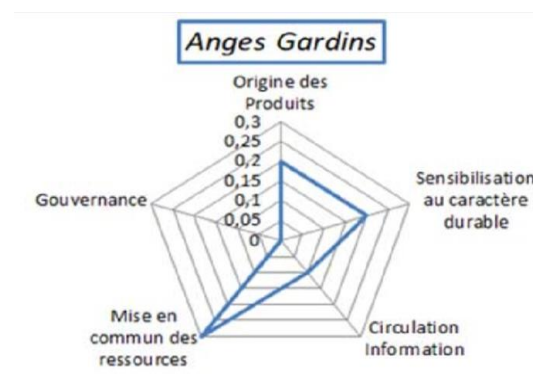 Anges Gardins
Origine des
Produits
0,3
0,25
0,2
0,15
0,1
0,05
0
Sensibilisation
au caractère
durable
Circulation
Information
Mise en
commun des
ressources
Gouvernance